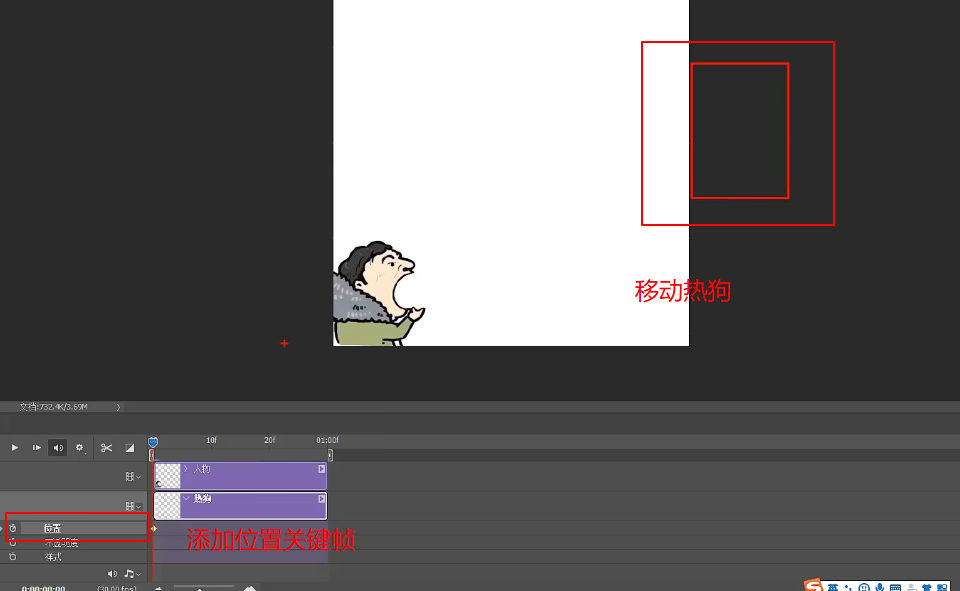 移动热狗
文档:732.4K/3.69M
10f
20f
01:00f
人物
热狗
位置
添加位置关键帧
不透明度
样式
0:00:00:00
(30.00 fps)
英